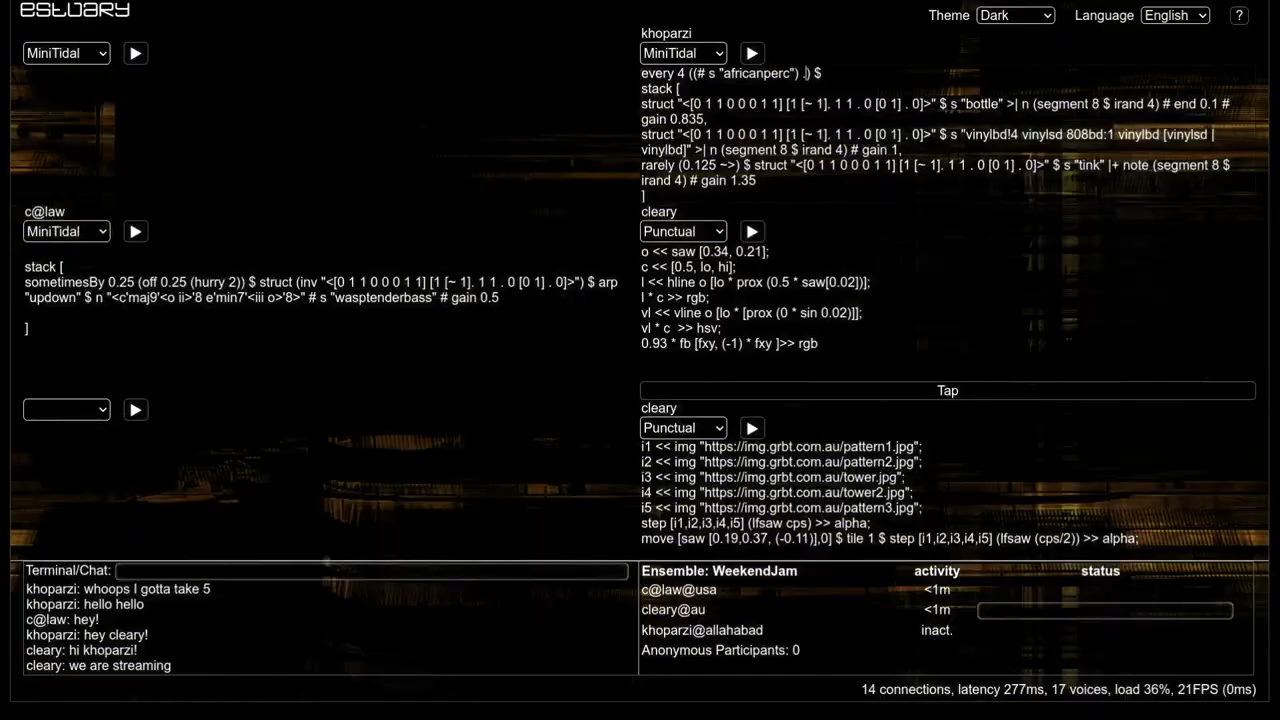 estuary
Theme Dark Language English ?
MiniTidal
khoparzi
MiniTidal
every 4 ((# s "africanperc") .) $
stack [
struct "<[0 1 1 0 0 0 1 1] [1 [~ 1]. 1 1 . 0 [0 1] . 0]>" $ s "bottle" >| n (segment 8 $ irand 4) # end 0.1 #
gain 0.835,
struct "<[0 1 1 0 0 0 1 1] [1 [~ 1]. 1 1 . 0 [0 1] . 0]>" $ s "vinylbd!4 vinylsd 808bd:1 vinylbd [vinylsd |
vinylbd]" >| n (segment 8 $ irand 4) # gain 1,
rarely (0.125 ~>) $ struct "<[0 1 1 0 0 0 1 1] [1 [~ 1]. 1 1 . 0 [0 1] . 0]>" $ s "tink" |+ note (segment 8 $
irand 4) # gain 1.35
]
c@law
MiniTidal
stack [
sometimesBy 0.25 (off 0.25 (hurry 2)) $ struct (inv "<[0 1 1 0 0 0 1 1] [1 [~ 1]. 1 1 . 0 [0 1] . 0]>") $ arp
"updown" $ n "<c'maj9'<o ii>'8 e'min7'<iii o>'8>" # s "wasptenderbass" # gain 0.5
]
cleary
Punctual
o << saw [0.34, 0.21];
c << [0.5, lo, hi];
l << hline o [lo * prox (0.5 * saw[0.02])];
l * c >> rgb;
vl << vline o [lo * [prox (0 * sin 0.02)]];
vl * c >> hsv;
0.93 * fb [fxy, (-1) * fxy ]>> rgb
Tap
cleary
Punctual
i1 << img "https://img.grbt.com.au/pattern1.jpg";
i2 << img "https://img.grbt.com.au/pattern2.jpg";
i3 << img "https://img.grbt.com.au/tower.jpg";
i4 << img "https://img.grbt.com.au/tower2.jpg";
i5 << img "https://img.grbt.com.au/pattern3.jpg";
step [i1,i2,i3,i4,i5] (lfsaw cps) >> alpha;
move [saw [0.19,0.37, (-0.11)],0] $ tile 1 $ step [i1,i2,i3,i4,i5] (lfsaw (cps/2)) >> alpha;
Terminal/Chat:
khoparzi: whoops I gotta take 5
khoparzi: hello hello
c@law: hey!
khoparzi: hey cleary!
cleary: hi khoparzi!
cleary: we are streaming
Ensemble: WeekendJam activity status
c@law@usa <1m
cleary@au <1m
khoparzi@allahabad inact.
Anonymous Participants: 0
14 connections, latency 277ms, 17 voices, load 36%, 21FPS (0ms)